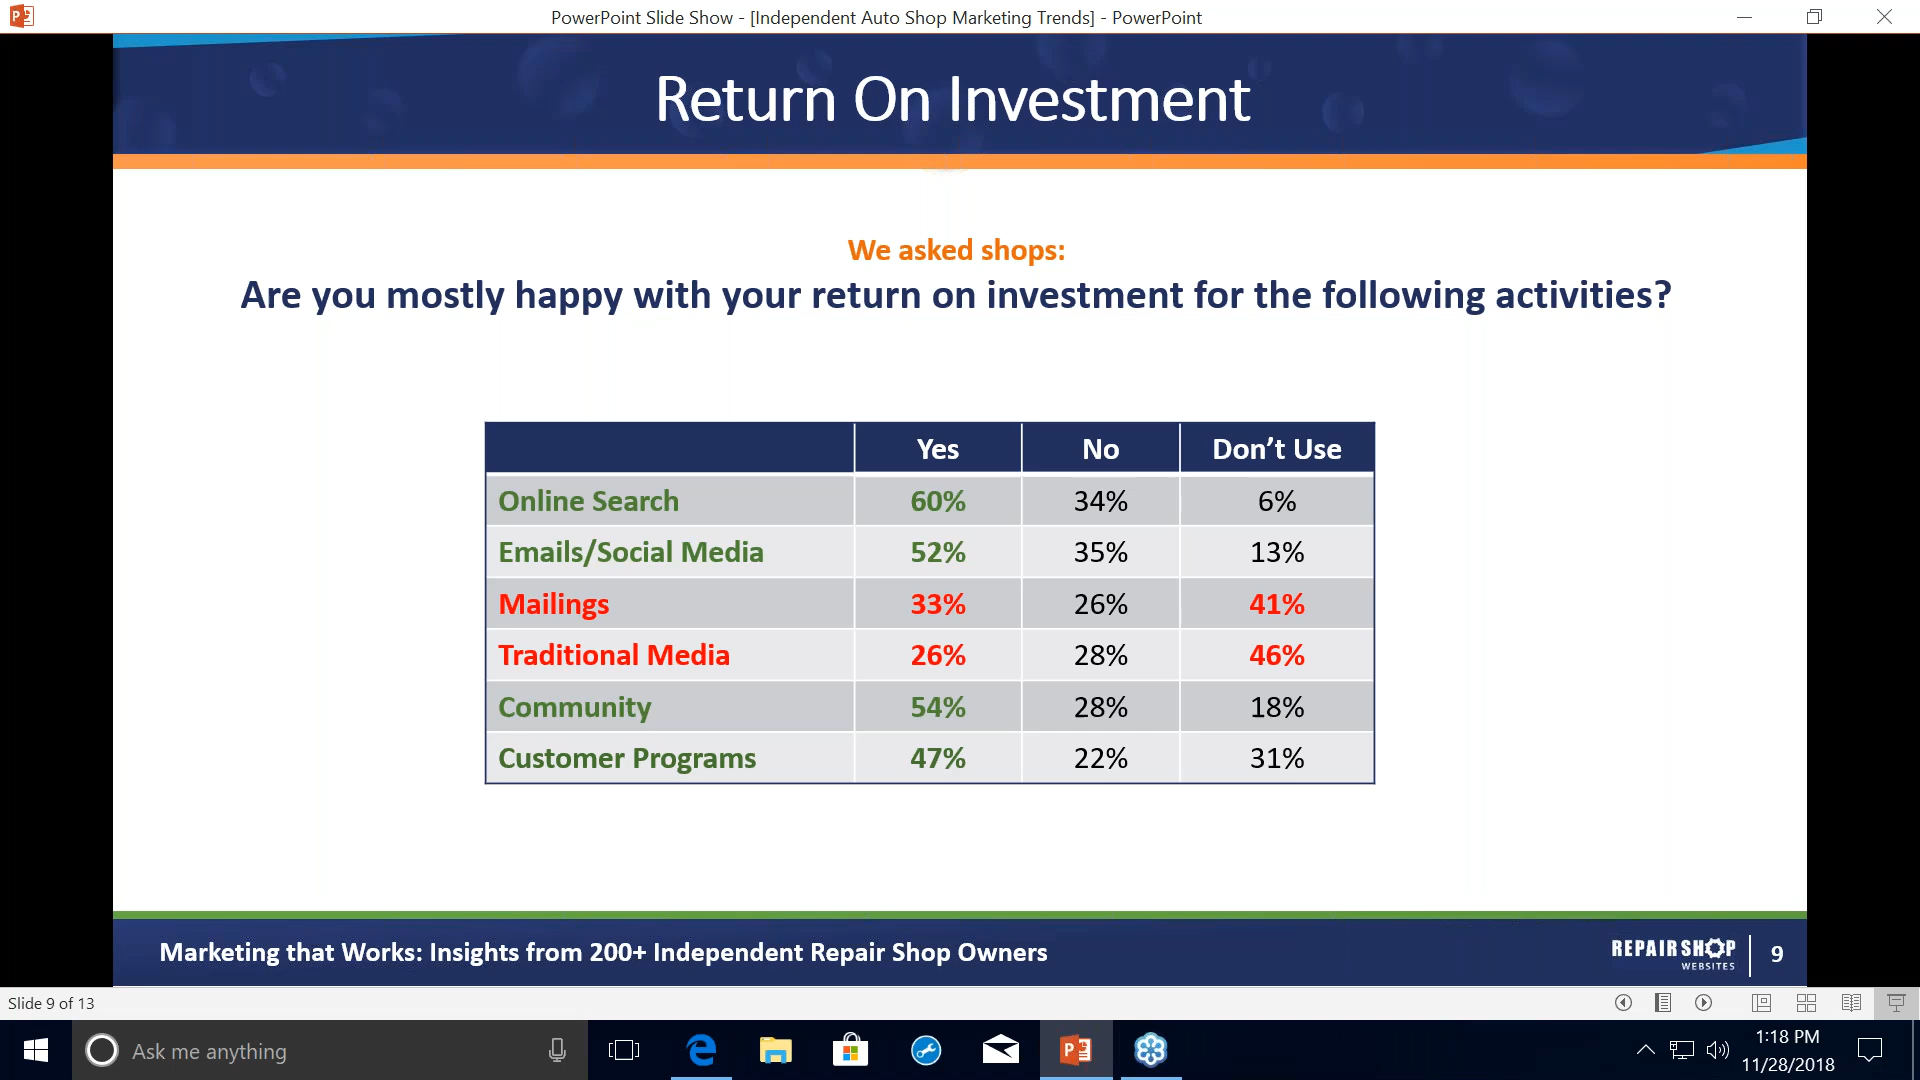 PowerPoint Slide Show - [Independent Auto Shop Marketing Trends] - PowerPoint
Return On Investment
We asked shops:
Are you mostly happy with your return on investment for the following activities?
Yes No Don't Use
Online Search 60% 34% 6%
Emails/Social Media 52% 35% 13%
Mailings 33% 26% 41%
Traditional Media 26% 28% 46%
Community 54% 28% 18%
Customer Programs 47% 22% 31%
Marketing that Works: Insights from 200+ Independent Repair Shop Owners
REPAIR SHOP
WEBSITES
9
Slide 9 of 13
Ask me anything
1:18 PM
11/28/2018